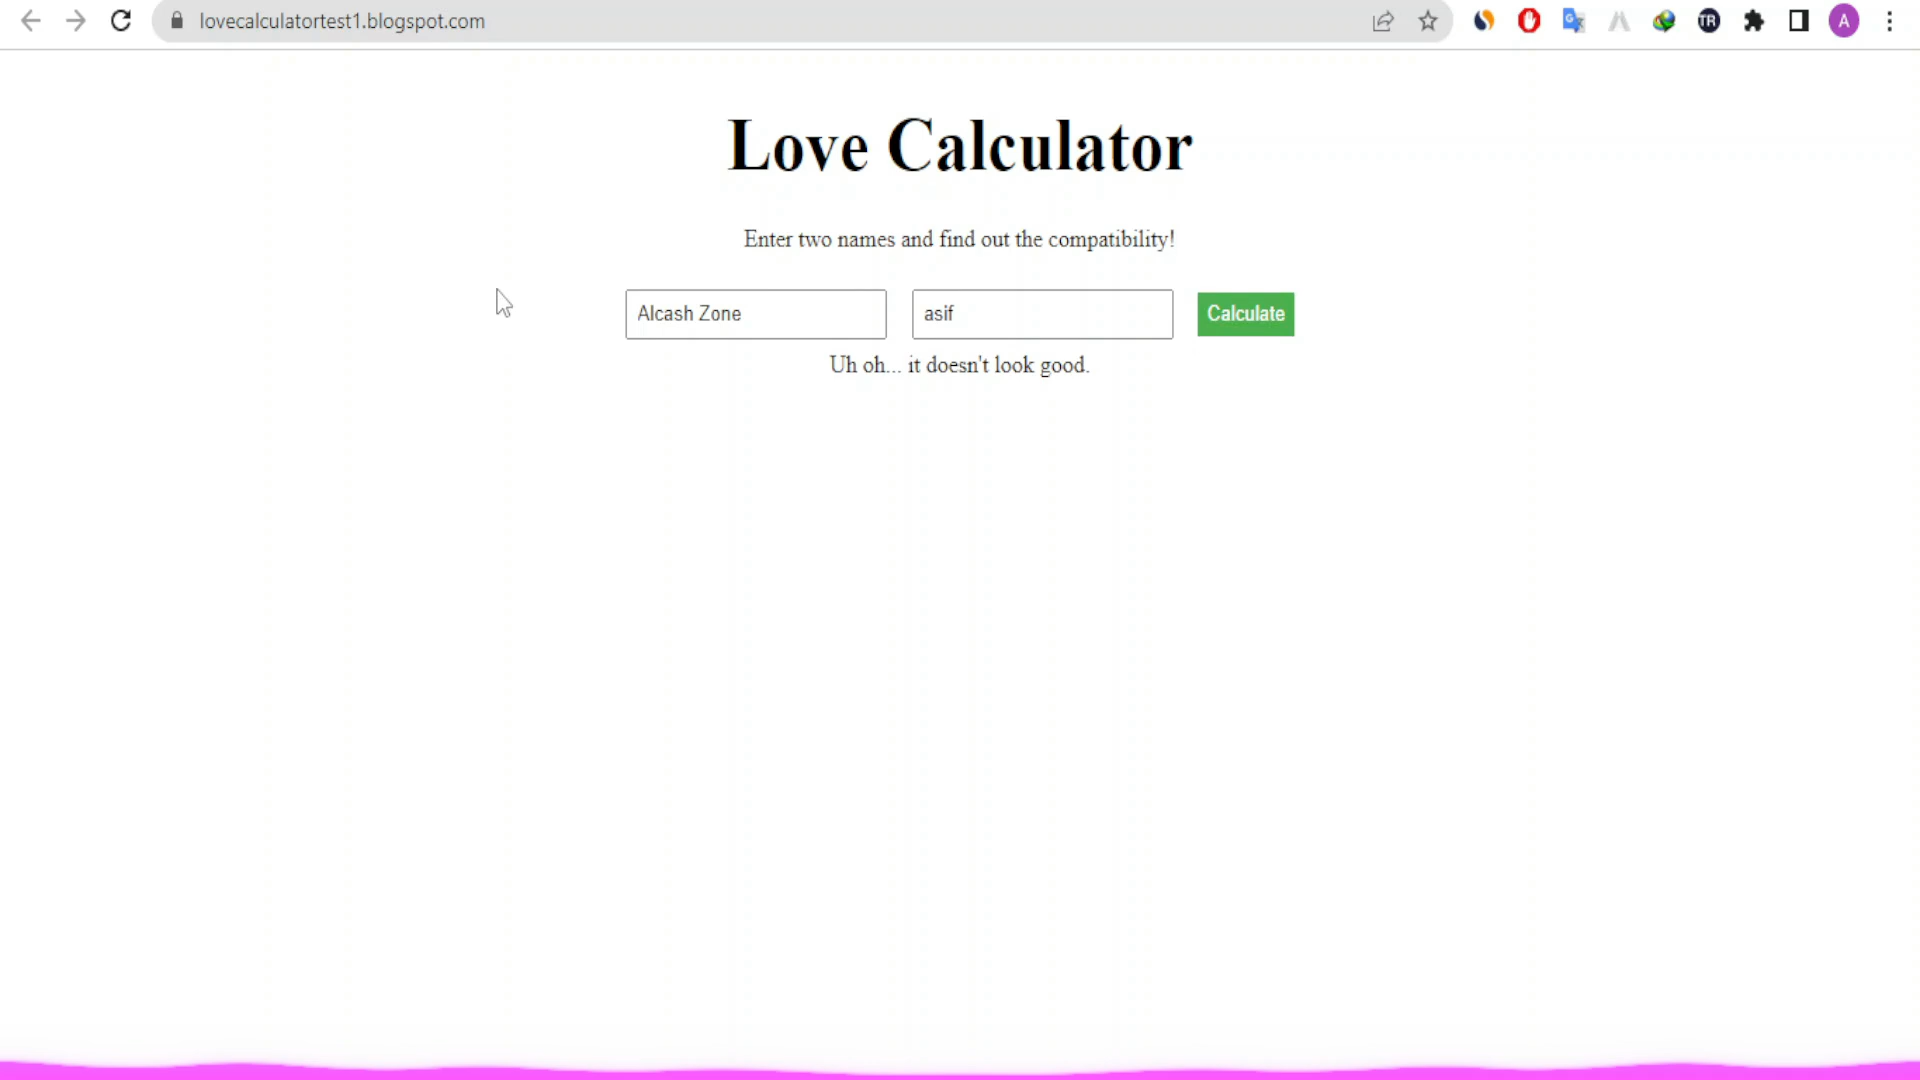 lovecalculatortest1.blogspot.com
TR
A
Love Calculator
Enter two names and find out the compatibility!
Alcash Zone asif Calculate
Uh oh... it doesn't look good.